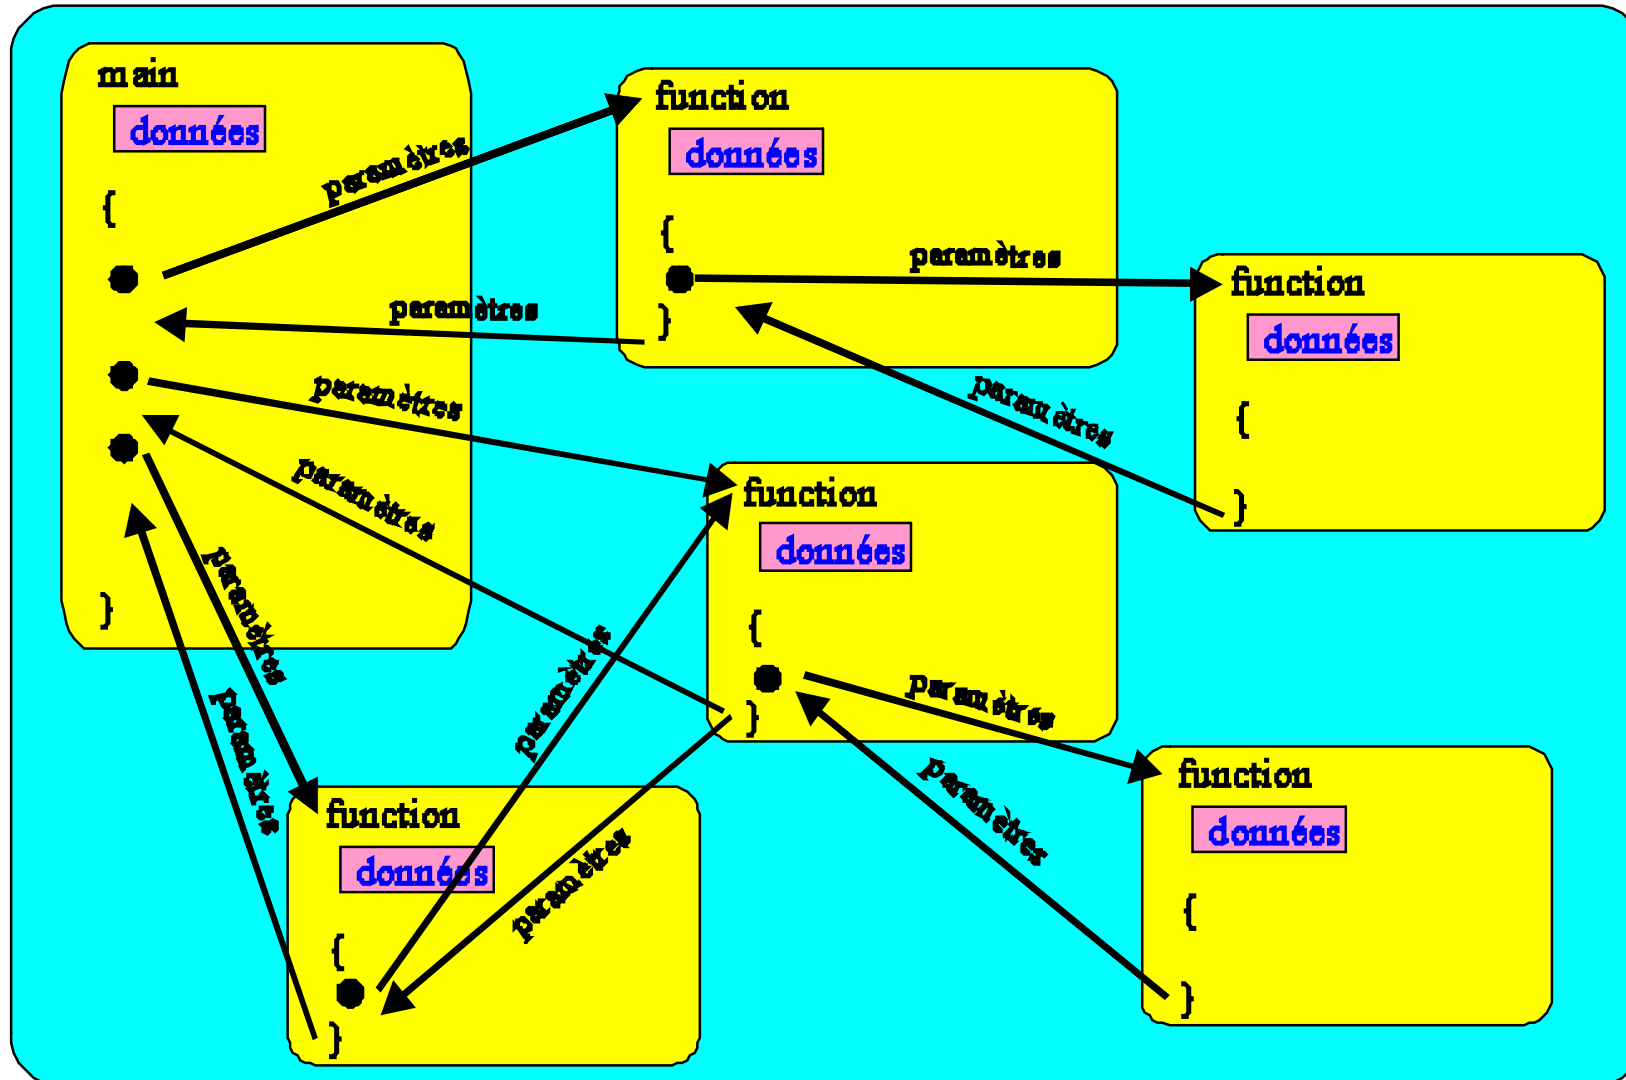 main
données
{
}
function
données
{
}
function
données
{
}
function
données
{
}
function
données
{
}
function
données
{
}
paramètres
paramètres
paramètres
paramètres
paramètres
paramètres
paramètres
paramètres
paramètres
paramètres
paramètres
paramètres